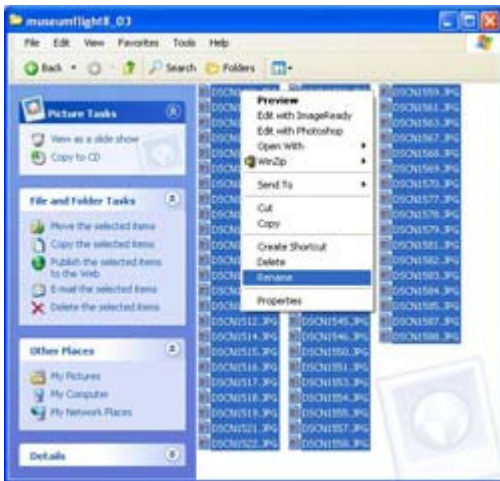 museumflight8_03
File Edit View Favorites Tools Help
Back Search Folders
Picture Tasks
View as a slide show
Copy to CD
File and Folder Tasks
Move the selected items
Copy the selected items
Publish the selected items
to the Web
E-mail the selected items
Delete the selected items
Other Places
My Pictures
My Computer
My Network Places
Details
Preview
Edit with ImageReady
Edit with Photoshop
Open With
WinZip
Send To
Cut
Copy
Create Shortcut
Delete
Rename
Properties
DSCN1512.JPG
DSCN1514.JPG
DSCN1515.JPG
DSCN1516.JPG
DSCN1517.JPG
DSCN1518.JPG
DSCN1519.JPG
DSCN1521.JPG
DSCN1522.JPG
DSCN1545.JPG
DSCN1546.JPG
DSCN1550.JPG
DSCN1551.JPG
DSCN1553.JPG
DSCN1554.JPG
DSCN1555.JPG
DSCN1557.JPG
DSCN1558.JPG
DSCN1559.JPG
DSCN1561.JPG
DSCN1563.JPG
DSCN1567.JPG
DSCN1568.JPG
DSCN1569.JPG
DSCN1570.JPG
DSCN1577.JPG
DSCN1578.JPG
DSCN1579.JPG
DSCN1581.JPG
DSCN1582.JPG
DSCN1583.JPG
DSCN1584.JPG
DSCN1585.JPG
DSCN1587.JPG
DSCN1588.JPG